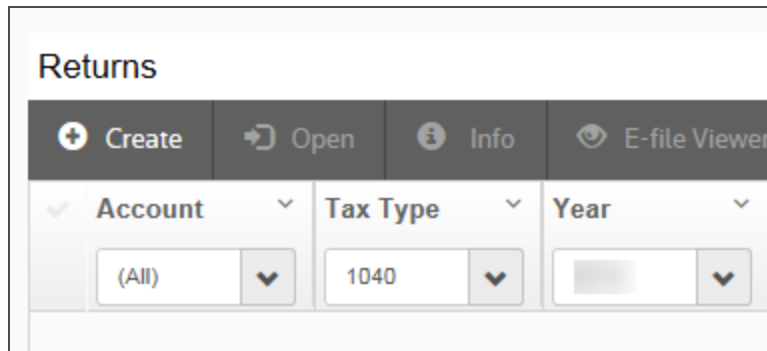 Returns
Create Open Info E-file Viewer
Account Tax Type Year
(All) 1040